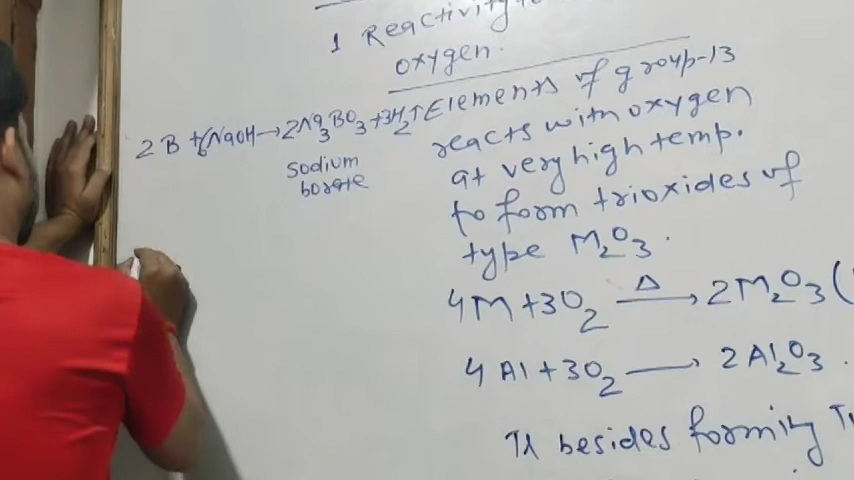 1 Reactivity to
oxygen.
2B + 6NaOH → 2Na3BO3 + 3H2↑
sodium
borate
Elements of group-13
reacts with oxygen
at very high temp.
to form trioxides of
type M2O3.
4M + 3O2 —Δ→ 2M2O3 (
4Al + 3O2 → 2Al2O3.
Tl besides forming